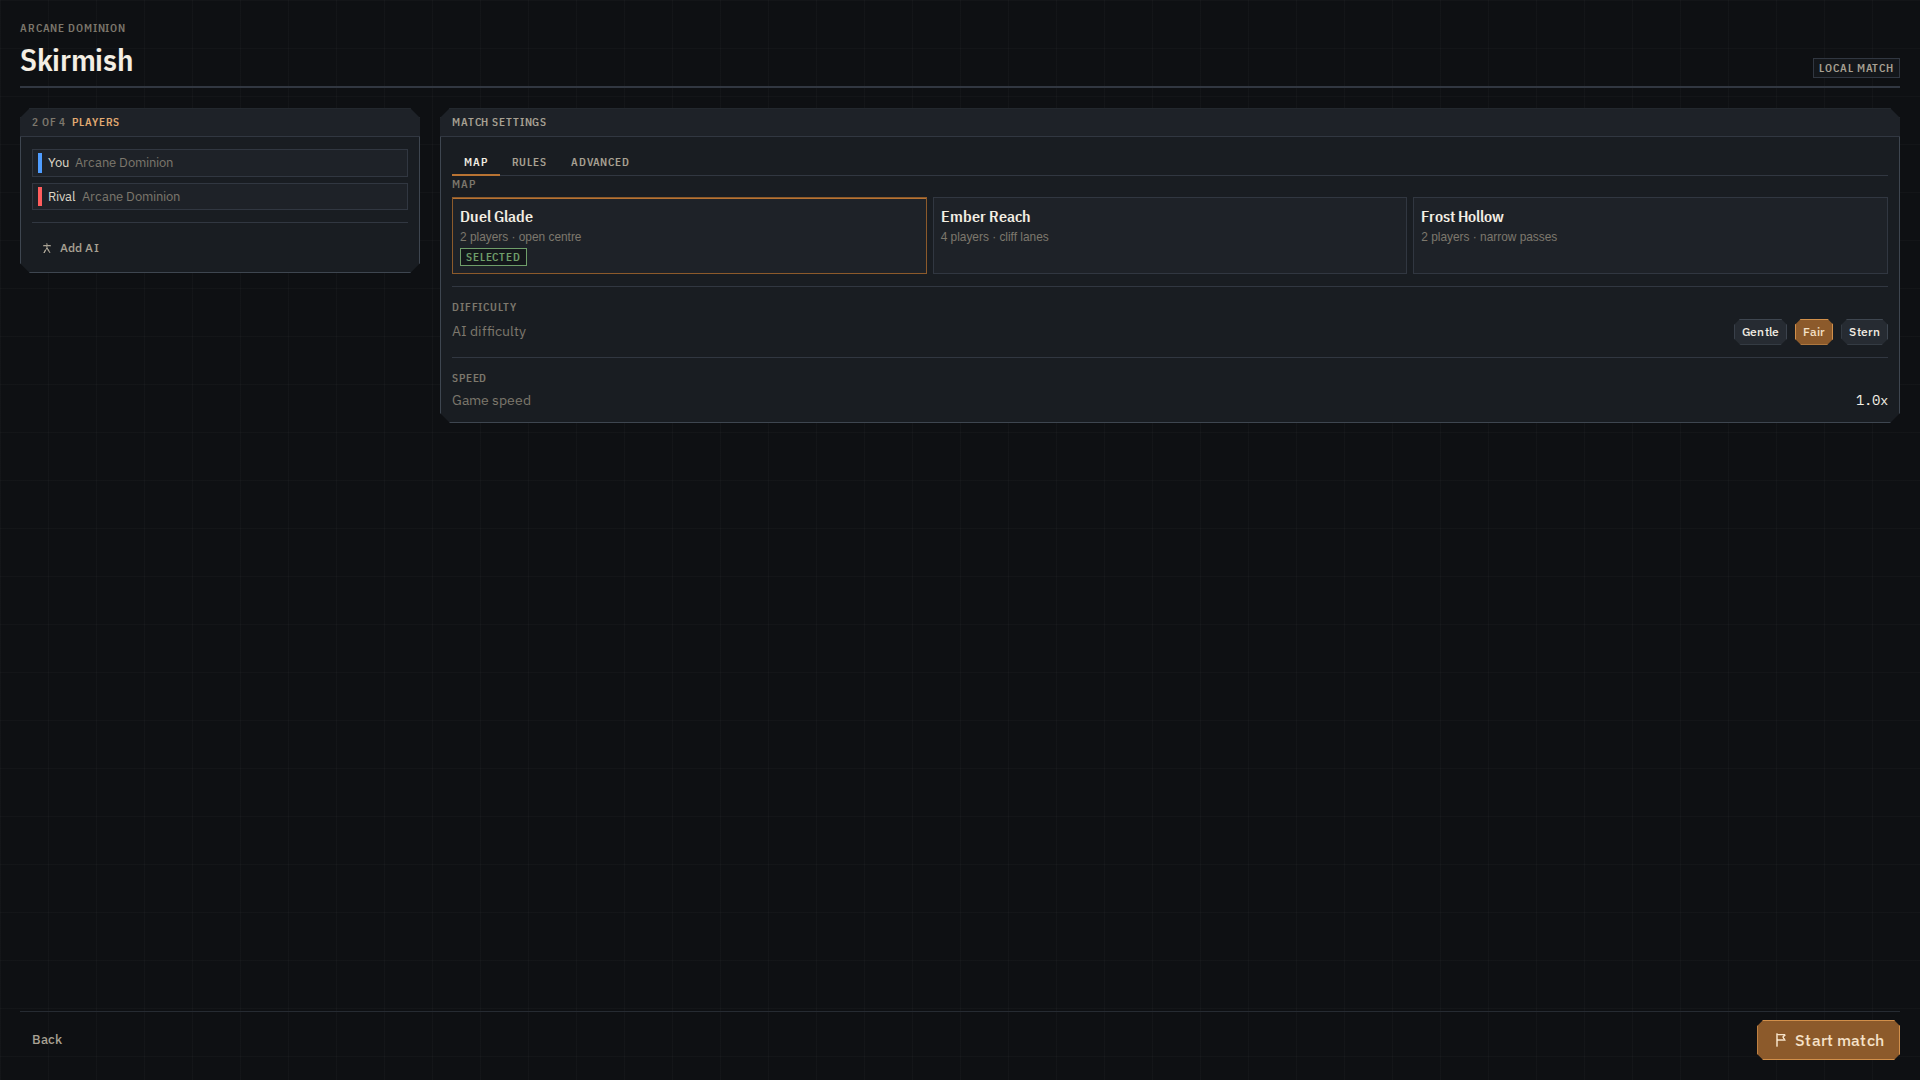 ARCANE DOMINION
Skirmish
LOCAL MATCH
2 OF 4 PLAYERS
You Arcane Dominion
Rival Arcane Dominion
Add AI
MATCH SETTINGS
MAP RULES ADVANCED
MAP
Duel Glade
2 players · open centre
SELECTED
Ember Reach
4 players · cliff lanes
Frost Hollow
2 players · narrow passes
DIFFICULTY
AI difficulty
Gentle Fair Stern
SPEED
Game speed
1.0x
Back
Start match